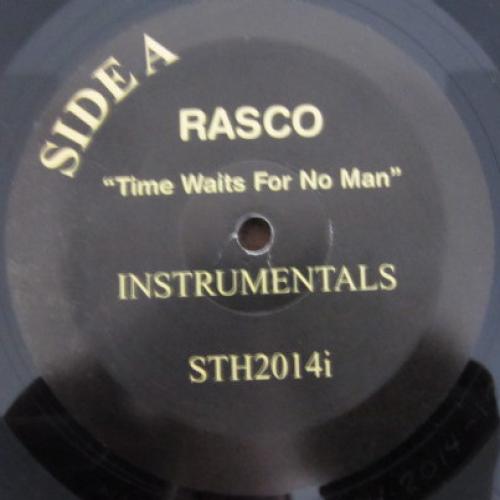 SIDE A
RASCO
"Time Waits For No Man"
INSTRUMENTALS
STH2014i